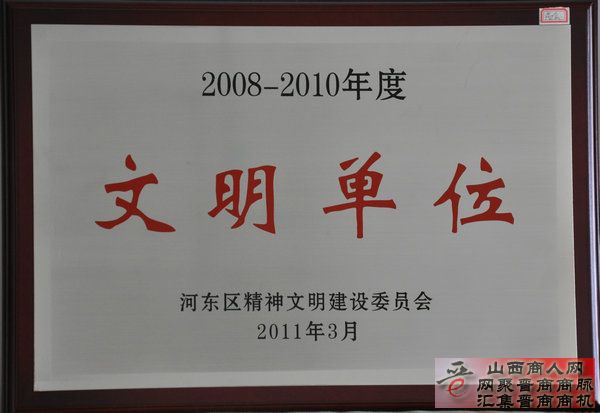 2008-2010年度
文明单位
河东区精神文明建设委员会
2011年3月
晋
山西商人网
网聚晋商商脉
汇集晋商商机